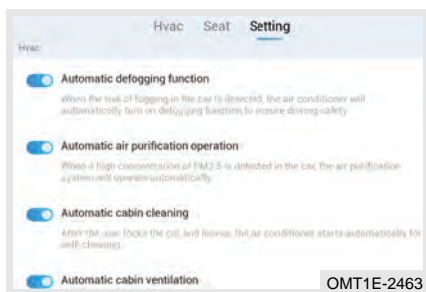 Hvac Seat Setting
Hvac
Automatic defogging function
When the risk of fogging in the car is detected, the air conditioner will
automatically turn on defogging function to ensure driving safety
Automatic air purification operation
When a high concentration of PM2.5 is detected in the car, the air purification
system will operate automatically
Automatic cabin cleaning
After the user locks the car and leaves, the air conditioner starts automatically for
self-cleaning
Automatic cabin ventilation
OMT1E-2463